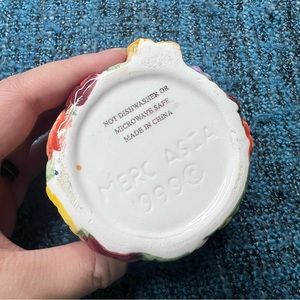 NOT DISHWASHER OR
MICROWAVE SAFE
MADE IN CHINA
MERC ASIA
1999©